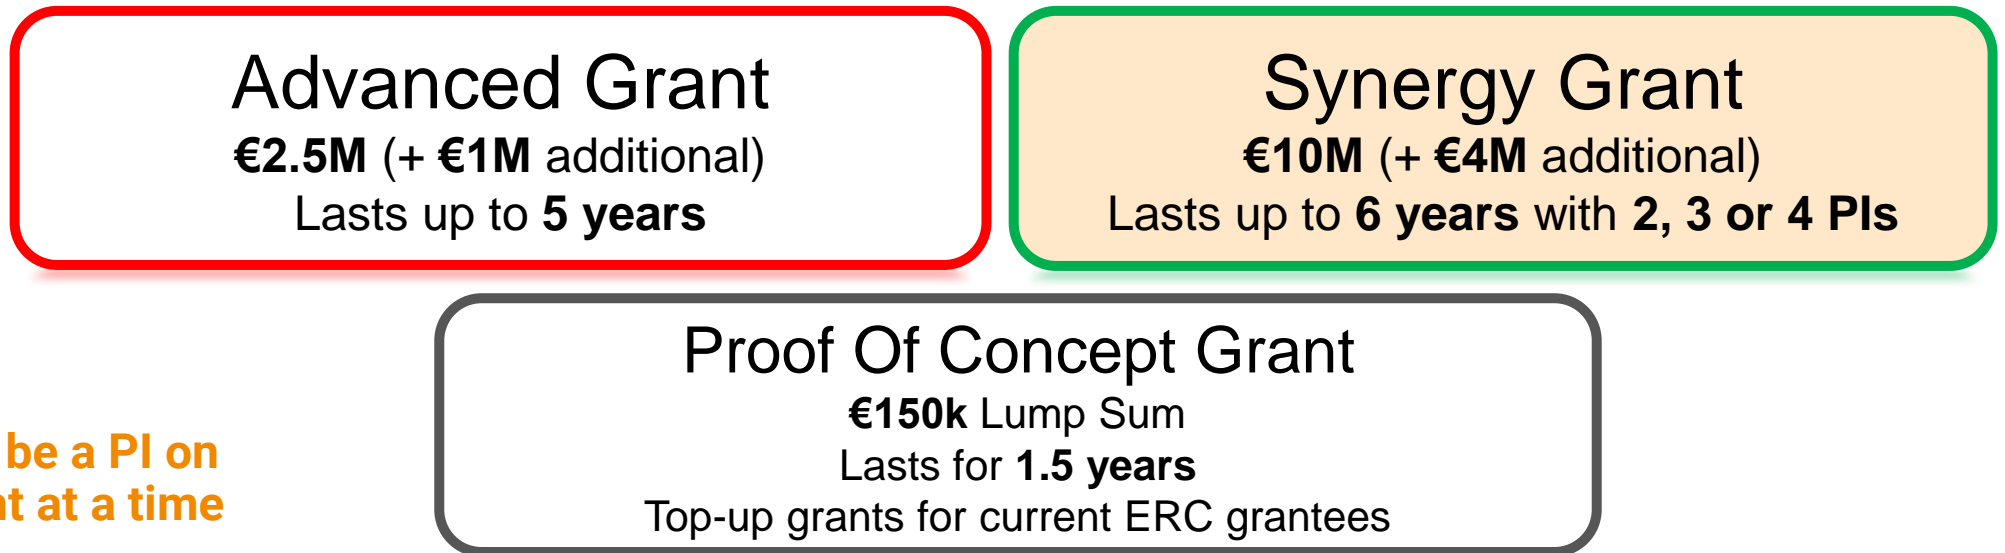 Advanced Grant
€2.5M (+ €1M additional)
Lasts up to 5 years
Synergy Grant
€10M (+ €4M additional)
Lasts up to 6 years with 2, 3 or 4 PIs
Proof Of Concept Grant
€150k Lump Sum
Lasts for 1.5 years
Top-up grants for current ERC grantees
be a PI on
at a time